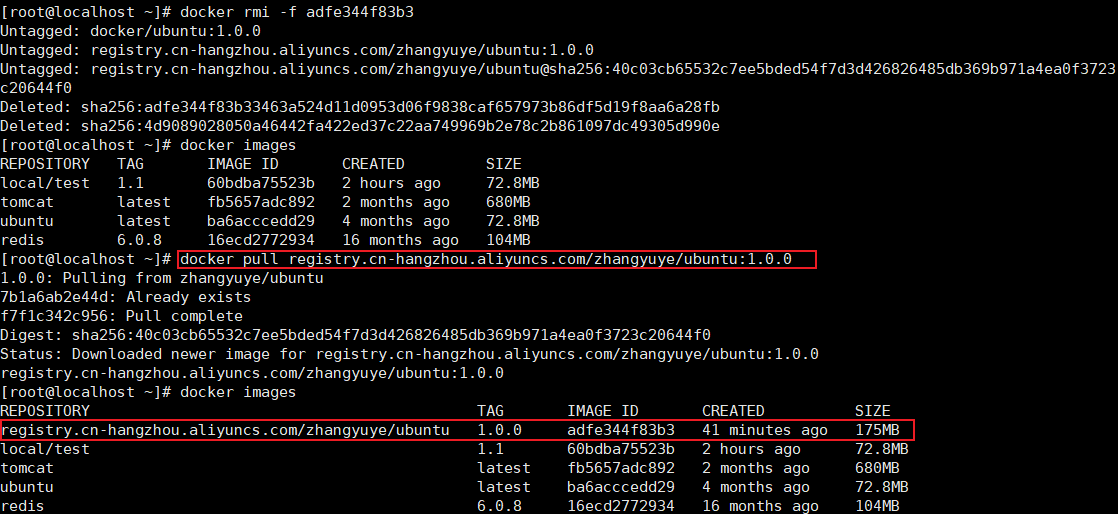 [root@localhost ~]# docker rmi -f adfe344f83b3
Untagged: docker/ubuntu:1.0.0
Untagged: registry.cn-hangzhou.aliyuncs.com/zhangyuye/ubuntu:1.0.0
Untagged: registry.cn-hangzhou.aliyuncs.com/zhangyuye/ubuntu@sha256:40c03cb65532c7ee5bded54f7d3d426826485db369b971a4ea0f3723
c20644f0
Deleted: sha256:adfe344f83b33463a524d11d0953d06f9838caf657973b86df5d19f8aa6a28fb
Deleted: sha256:4d9089028050a46442fa422ed37c22aa749969b2e78c2b861097dc49305d990e
[root@localhost ~]# docker images
REPOSITORY   TAG       IMAGE ID       CREATED         SIZE
local/test   1.1       60bdba75523b   2 hours ago     72.8MB
tomcat       latest    fb5657adc892   2 months ago    680MB
ubuntu       latest    ba6acccedd29   4 months ago    72.8MB
redis        6.0.8     16ecd2772934   16 months ago   104MB
[root@localhost ~]# docker pull registry.cn-hangzhou.aliyuncs.com/zhangyuye/ubuntu:1.0.0
1.0.0: Pulling from zhangyuye/ubuntu
7b1a6ab2e44d: Already exists
f7f1c342c956: Pull complete
Digest: sha256:40c03cb65532c7ee5bded54f7d3d426826485db369b971a4ea0f3723c20644f0
Status: Downloaded newer image for registry.cn-hangzhou.aliyuncs.com/zhangyuye/ubuntu:1.0.0
registry.cn-hangzhou.aliyuncs.com/zhangyuye/ubuntu:1.0.0
[root@localhost ~]# docker images
REPOSITORY                                           TAG       IMAGE ID       CREATED          SIZE
registry.cn-hangzhou.aliyuncs.com/zhangyuye/ubuntu   1.0.0     adfe344f83b3   41 minutes ago   175MB
local/test                                           1.1       60bdba75523b   2 hours ago      72.8MB
tomcat                                               latest    fb5657adc892   2 months ago     680MB
ubuntu                                               latest    ba6acccedd29   4 months ago     72.8MB
redis                                                6.0.8     16ecd2772934   16 months ago    104MB